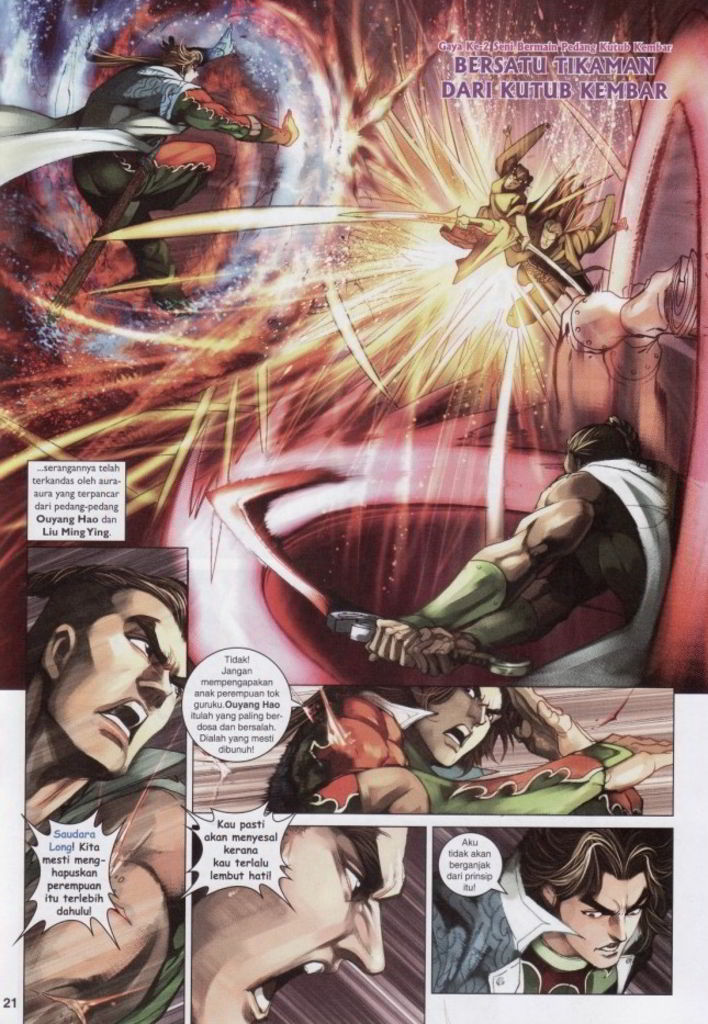 Gaya Ke-2 Seni Bermain Pedang Kutub Kembar
BERSATU TIKAMAN
DARI KUTUB KEMBAR
...serangannya telah
terkandas oleh aura-
aura yang terpancar
dari pedang-pedang
Ouyang Hao dan
Liu Ming Ying.
Tidak!
Jangan
mempengapakan
anak perempuan tok
guruku.Ouyang Hao
itulah yang paling ber-
dosa dan bersalah.
Dialah yang mesti
dibunuh!
Saudara
Long! Kita
mesti meng-
hapuskan
perempuan
itu terlebih
dahulu!
Kau pasti
akan menyesal
kerana
kau terlalu
lembut hati!
Aku
tidak akan
berganjak
dari prinsip
itu!
21